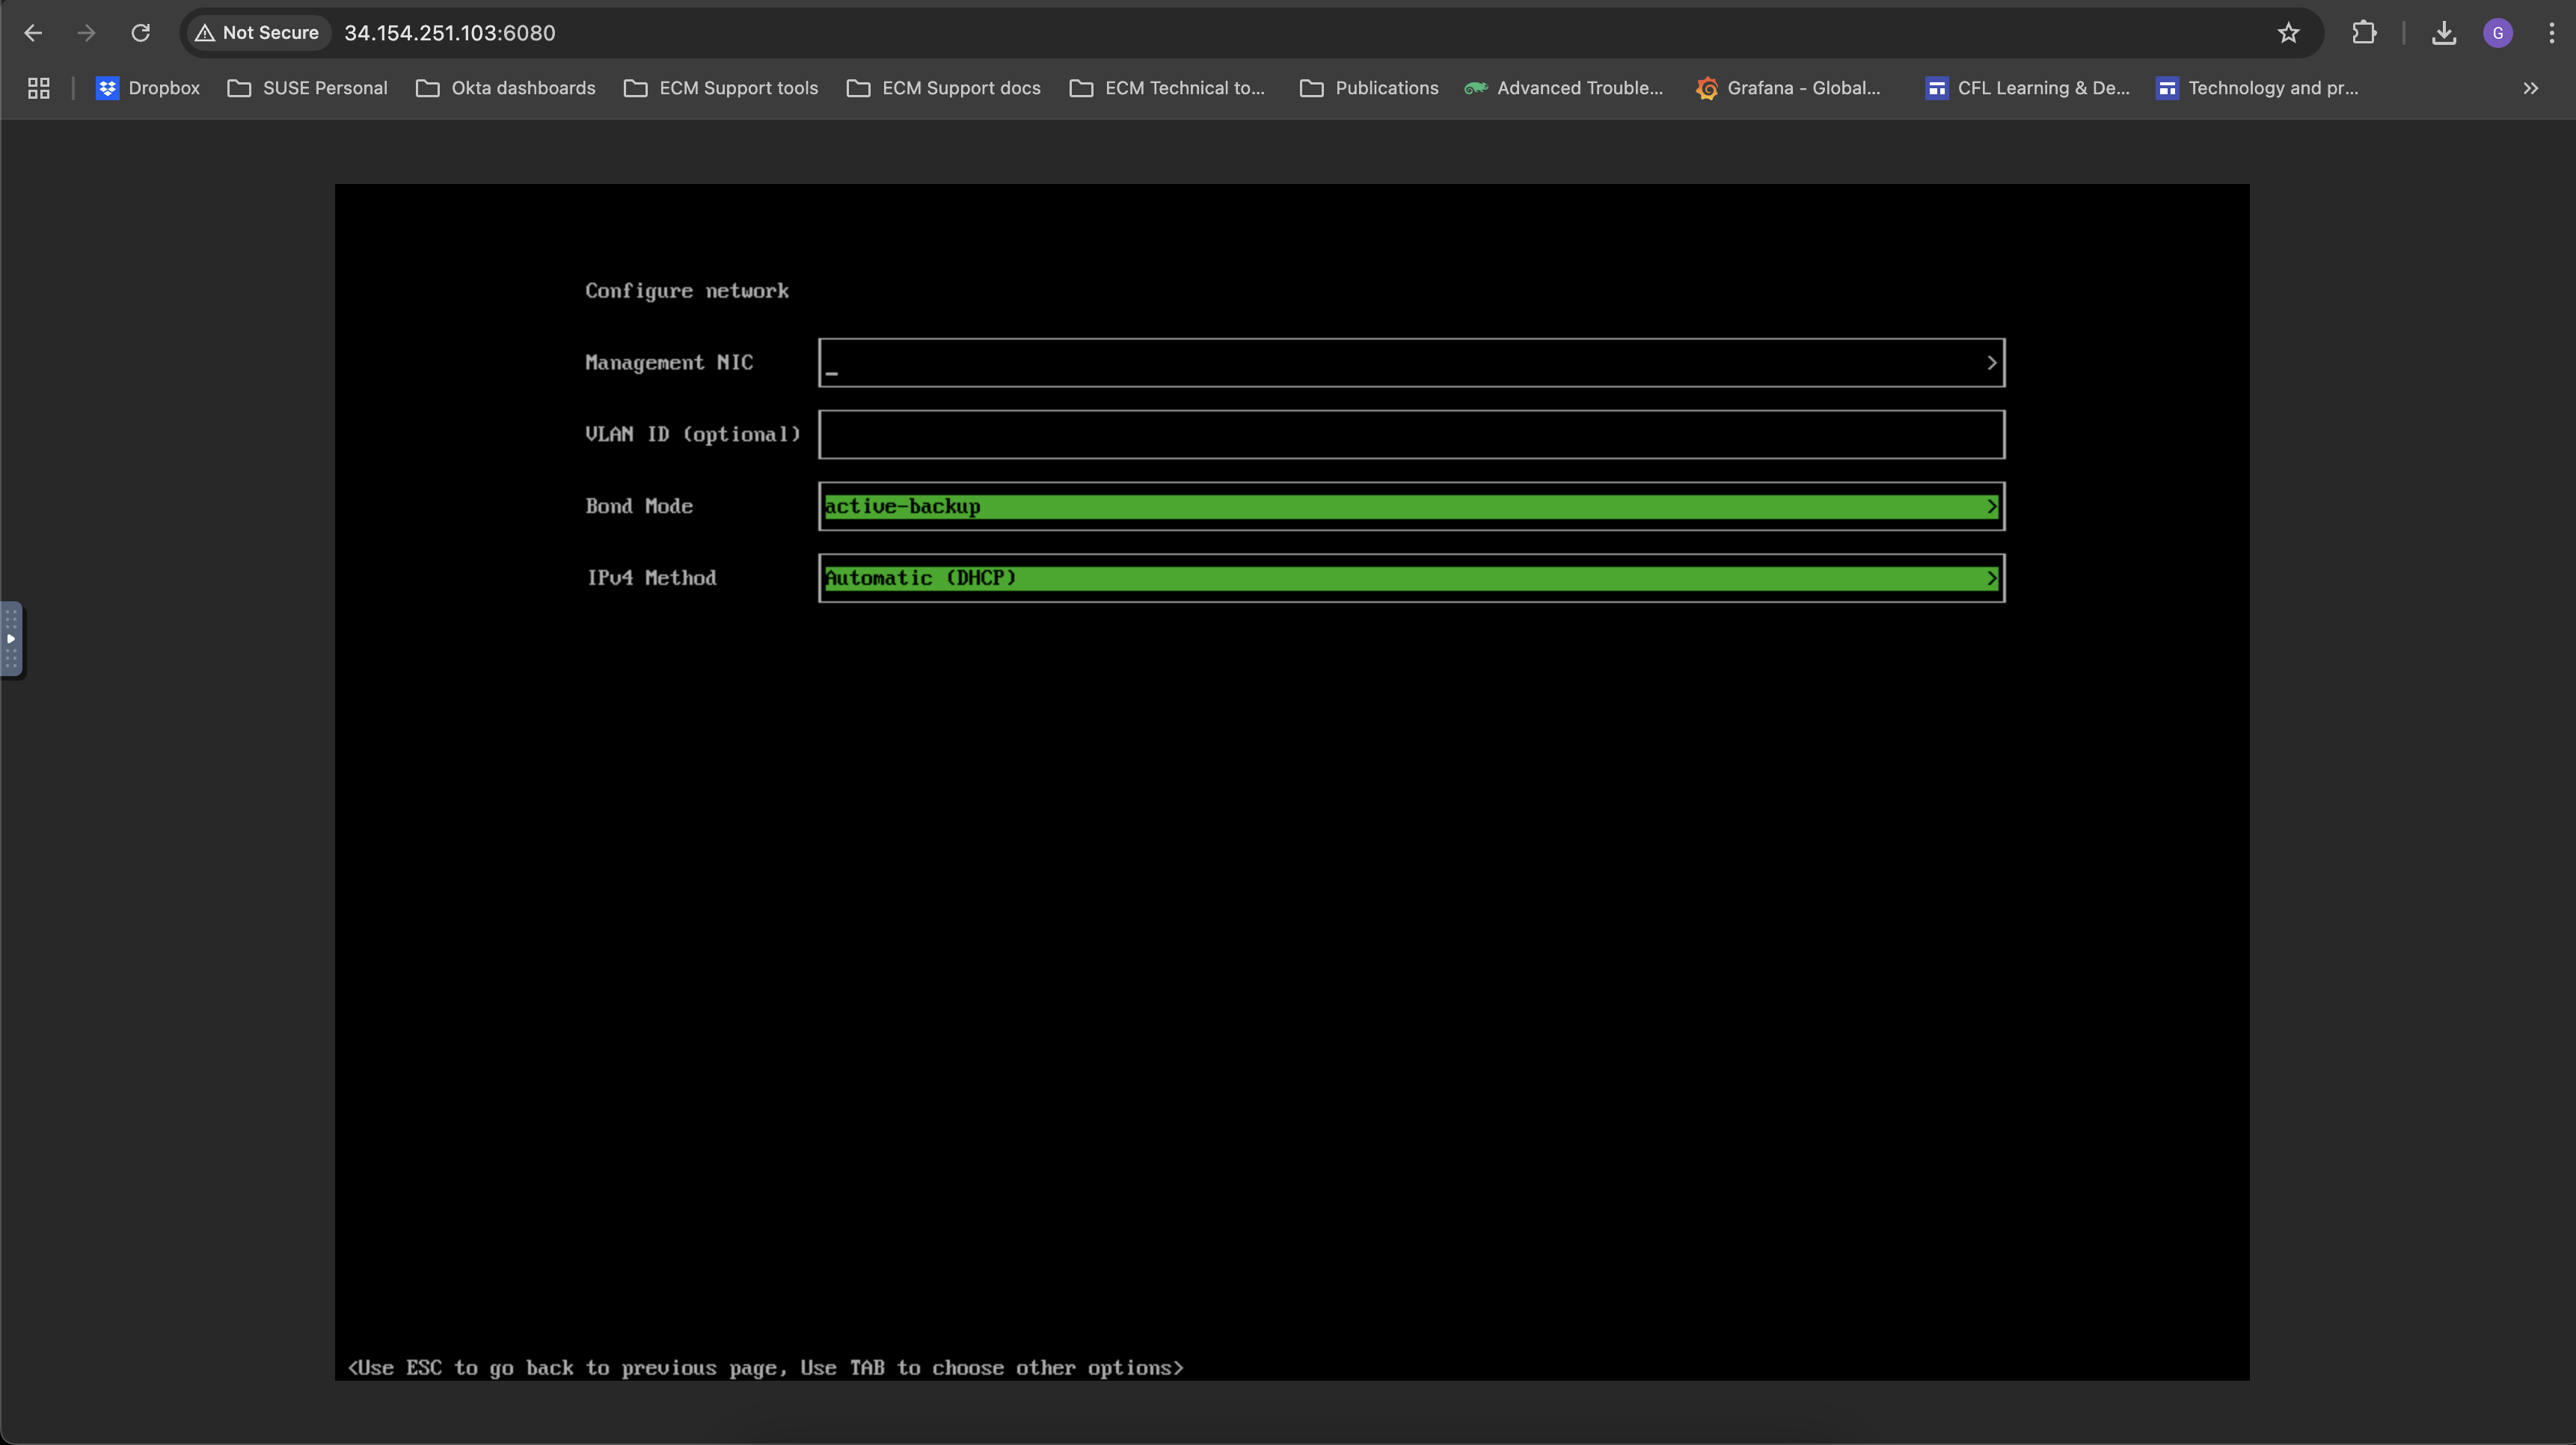 Not Secure 34.154.251.103:6080 G
Dropbox SUSE Personal Okta dashboards ECM Support tools ECM Support docs ECM Technical to... Publications Advanced Trouble... Grafana - Global... CFL Learning & De... Technology and pr... »
Configure network
Management NIC _ >
VLAN ID (optional)
Bond Mode active-backup >
IPv4 Method Automatic (DHCP) >
<Use ESC to go back to previous page, Use TAB to choose other options>